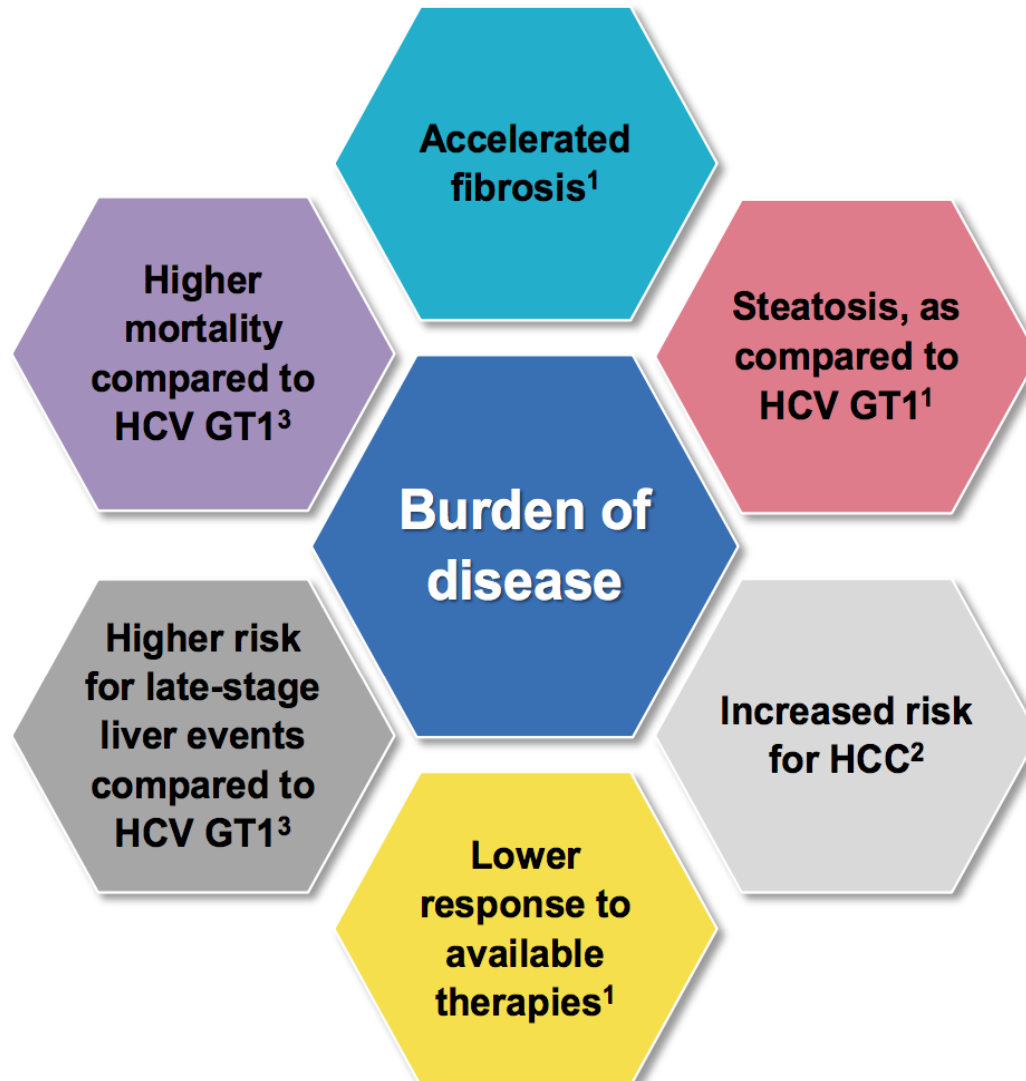 Accelerated
fibrosis¹
Steatosis, as
compared to
HCV GT1¹
Increased risk
for HCC²
Lower
response to
available
therapies¹
Higher risk
for late-stage
liver events
compared to
HCV GT1³
Higher
mortality
compared to
HCV GT1³
Burden of
disease